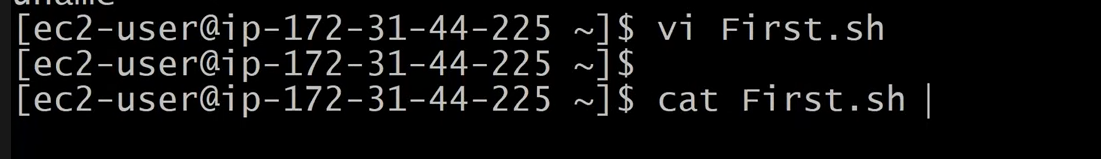 uname
[ec2-user@ip-172-31-44-225 ~]$ vi First.sh
[ec2-user@ip-172-31-44-225 ~]$
[ec2-user@ip-172-31-44-225 ~]$ cat First.sh